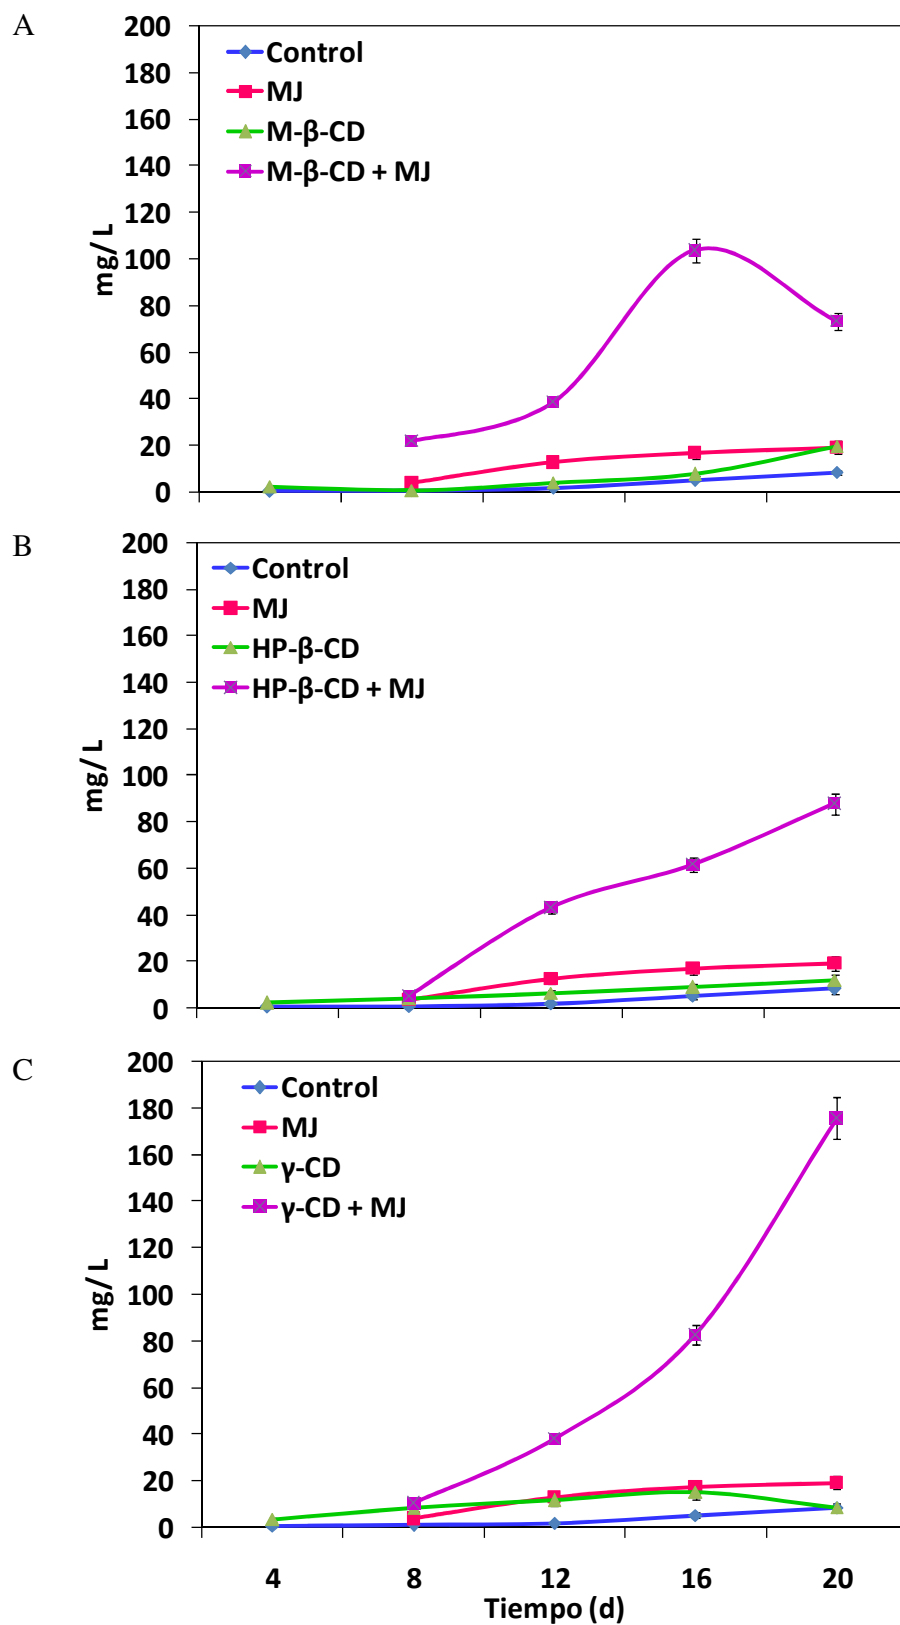 A
200
180
160
140
120
100
80
60
40
20
0
mg/ L
Control
MJ
M-β-CD
M-β-CD + MJ
B
200
180
160
140
120
100
80
60
40
20
0
mg/ L
Control
MJ
HP-β-CD
HP-β-CD + MJ
C
200
180
160
140
120
100
80
60
40
20
0
mg/ L
Control
MJ
γ-CD
γ-CD + MJ
4 8 12 16 20
Tiempo (d)